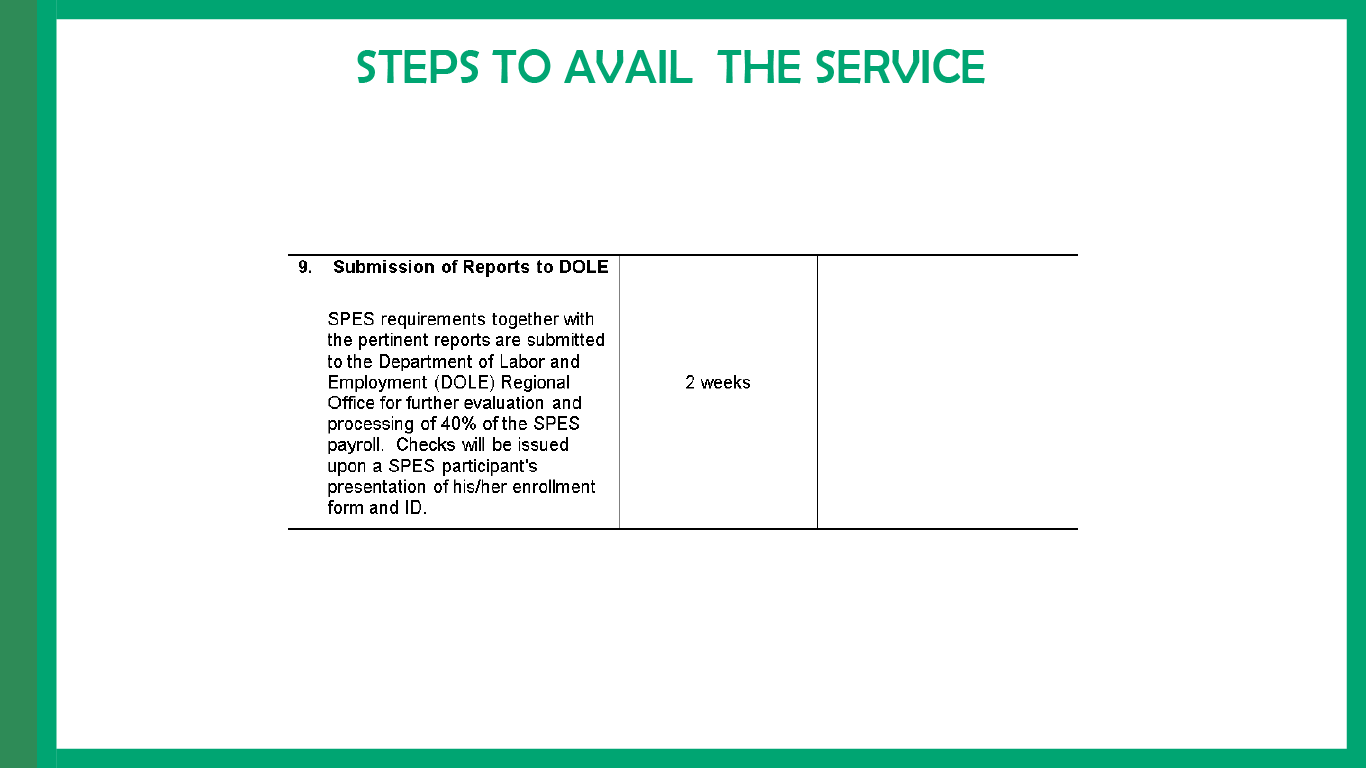 STEPS TO AVAIL THE SERVICE
9. Submission of Reports to DOLE
SPES requirements together with
the pertinent reports are submitted
to the Department of Labor and
Employment (DOLE) Regional
Office for further evaluation and
processing of 40% of the SPES
payroll. Checks will be issued
upon a SPES participant's
presentation of his/her enrollment
form and ID.
2 weeks